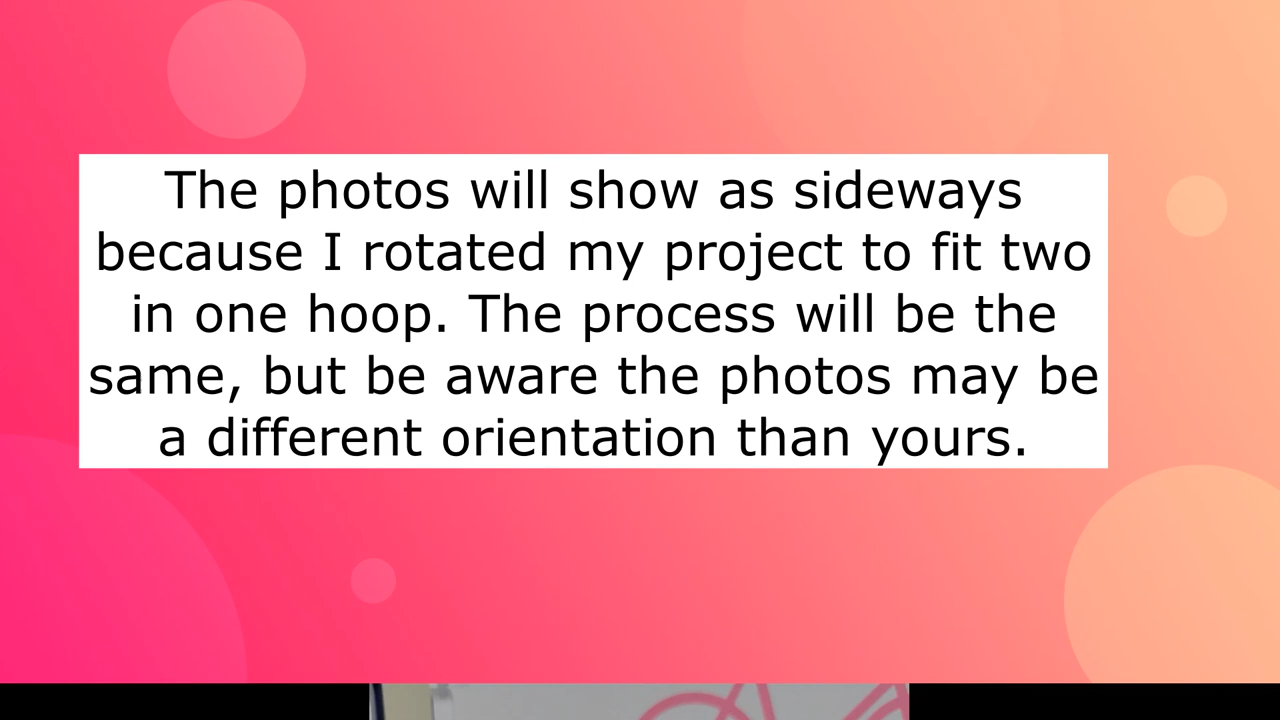 The photos will show as sideways
because I rotated my project to fit two
in one hoop. The process will be the
same, but be aware the photos may be
a different orientation than yours.